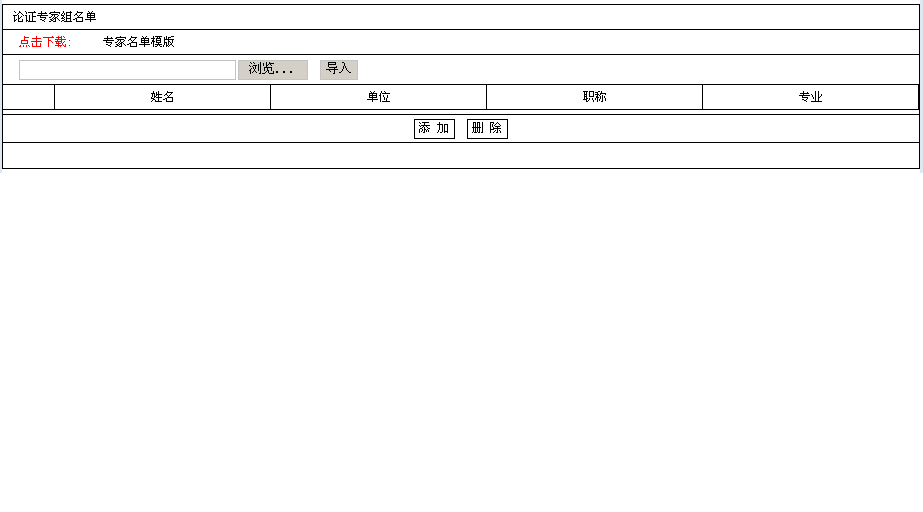 论证专家组名单
点击下载: 专家名单模版
浏览... 导入
姓名 单位 职称 专业
添 加 删 除